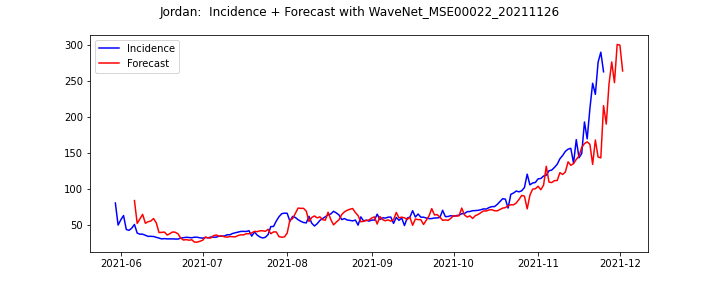 Jordan:  Incidence + Forecast with WaveNet_MSE00022_20211126
Incidence
Forecast
300
250
200
150
100
50
2021-06 2021-07 2021-08 2021-09 2021-10 2021-11 2021-12